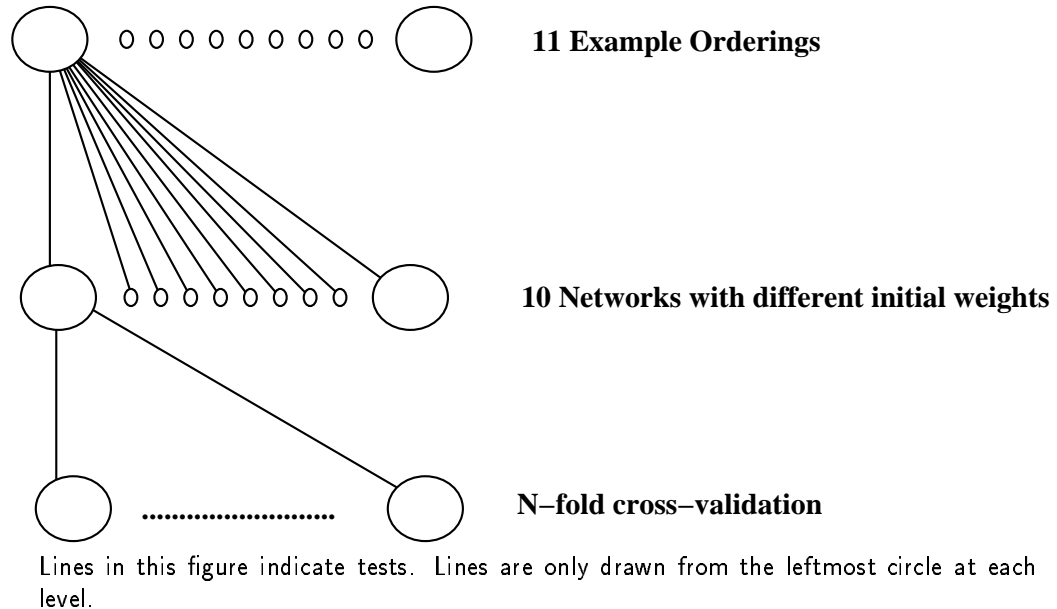 11 Example Orderings
10 Networks with different initial weights
N−fold cross−validation
Lines in this figure indicate tests. Lines are only drawn from the leftmost circle at each
level.